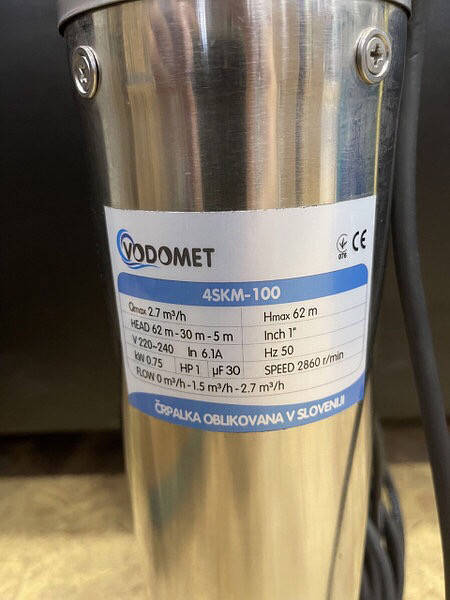 VODOMET
076 CE
4SKM-100
Qmax 2.7 m³/h Hmax 62 m
HEAD 62 m - 30 m - 5 m Inch 1"
V 220~240 In 6.1A Hz 50
kW 0.75 HP 1 µF 30 SPEED 2860 r/min
FLOW 0 m³/h - 1.5 m³/h - 2.7 m³/h
ČRPALKA OBLIKOVANA V SLOVENIJI